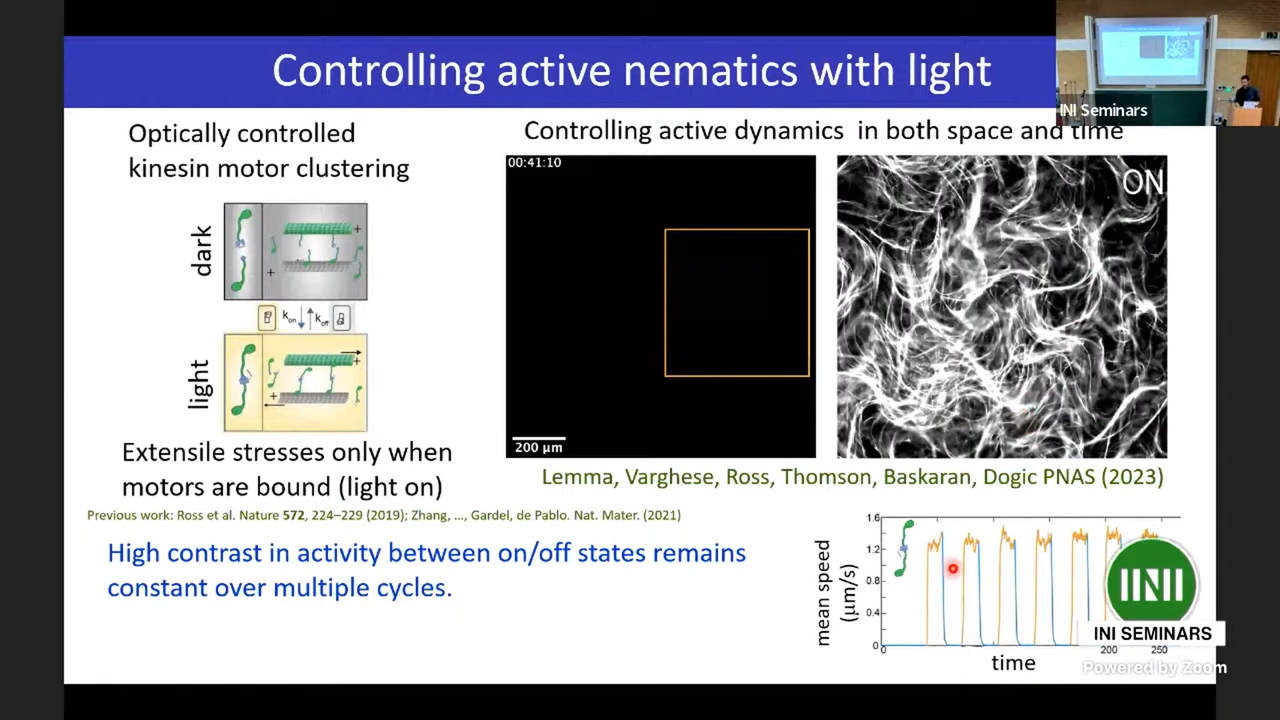 Controlling active nematics with light
INI Seminars
Optically controlled
kinesin motor clustering
Controlling active dynamics in both space and time
00:41:10
ON
dark
+
+
kon
koff
light
+
+
200 μm
Extensile stresses only when
motors are bound (light on)
Lemma, Varghese, Ross, Thomson, Baskaran, Dogic PNAS (2023)
Previous work: Ross et al. Nature 572, 224–229 (2019); Zhang, ..., Gardel, de Pablo. Nat. Mater. (2021)
High contrast in activity between on/off states remains
constant over multiple cycles.
mean speed
(μm/s)
1.6
1.2
0.8
0.4
0
0
200
250
time
INI
INI SEMINARS
Powered by Zoom